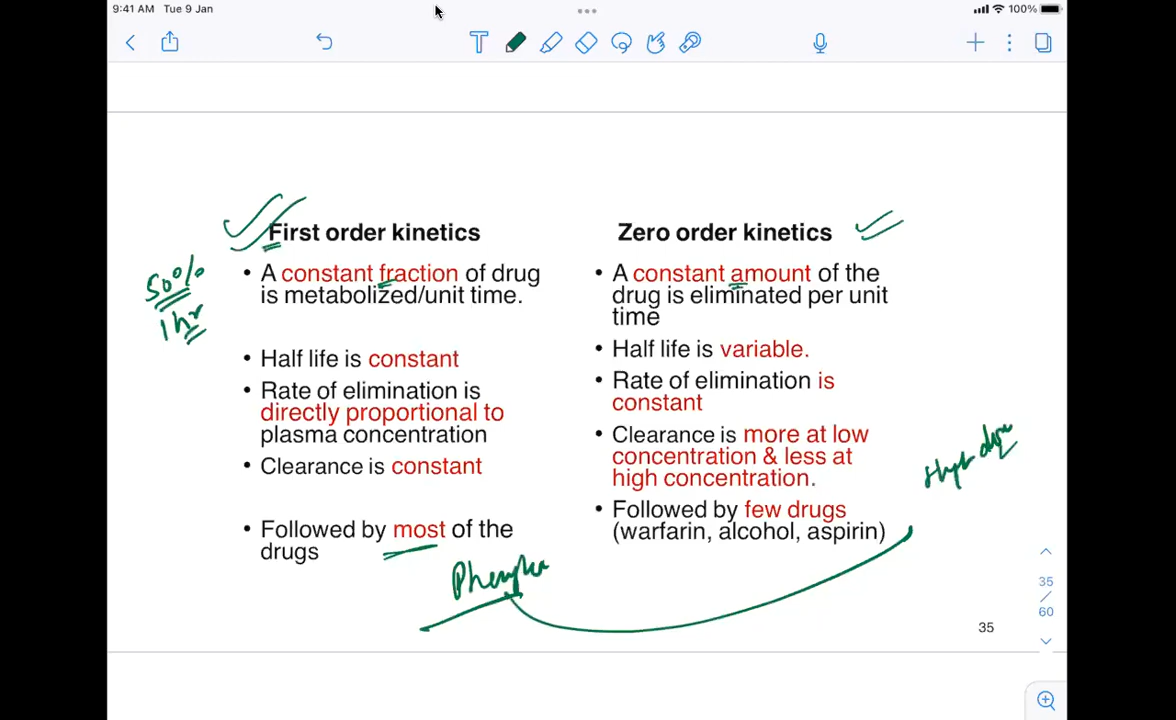 9:41 AM Tue 9 Jan
100%
First order kinetics
50%
1 hr
• A constant fraction of drug
is metabolized/unit time.
• Half life is constant
• Rate of elimination is
directly proportional to
plasma concentration
• Clearance is constant
• Followed by most of the
drugs
Zero order kinetics
• A constant amount of the
drug is eliminated per unit
time
• Half life is variable.
• Rate of elimination is
constant
• Clearance is more at low
concentration & less at
high concentration.
• Followed by few drugs
(warfarin, alcohol, aspirin)
35
/
60
35